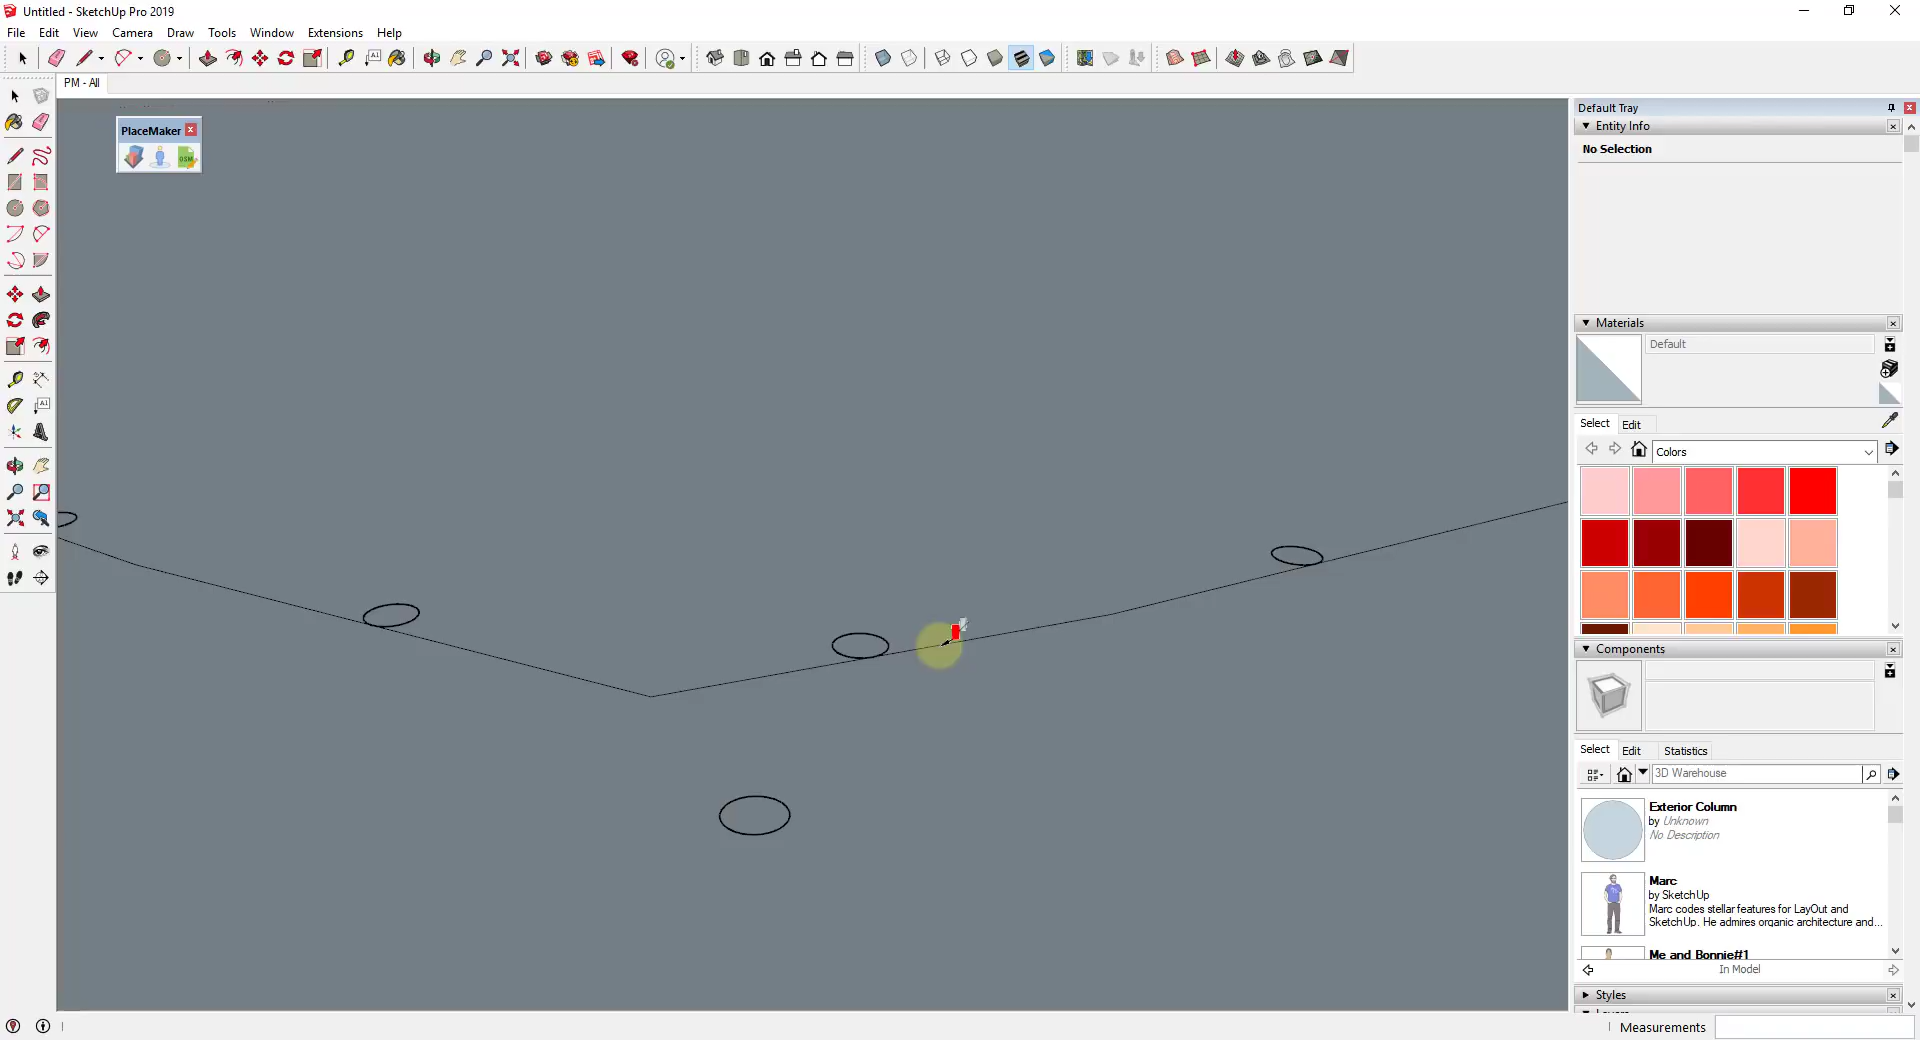 Untitled - SketchUp Pro 2019
File Edit View Camera Draw Tools Window Extensions Help
PM - All
Default Tray
PlaceMaker
OSM
Entity Info
No Selection
Materials
Default
Select Edit
Colors
Components
Select Edit Statistics
3D Warehouse
Exterior Column
by Unknown
No Description
Marc
by SketchUp
Marc codes stellar features for LayOut and
SketchUp. He admires organic architecture and...
Me and Bonnie#1
In Model
Styles
Measurements